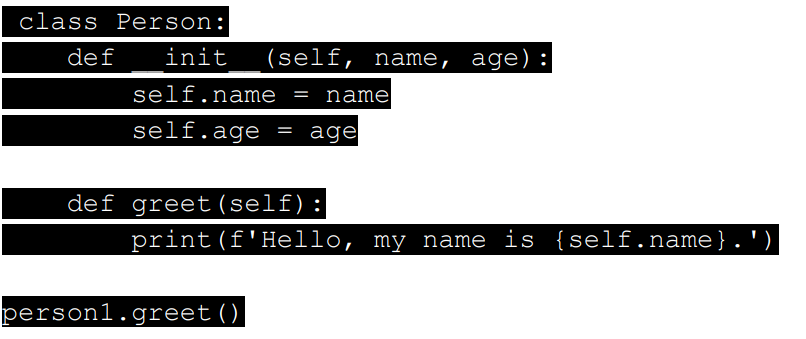 class Person:
    def __init__(self, name, age):
        self.name = name
        self.age = age

    def greet(self):
        print(f'Hello, my name is {self.name}.')

person1.greet()